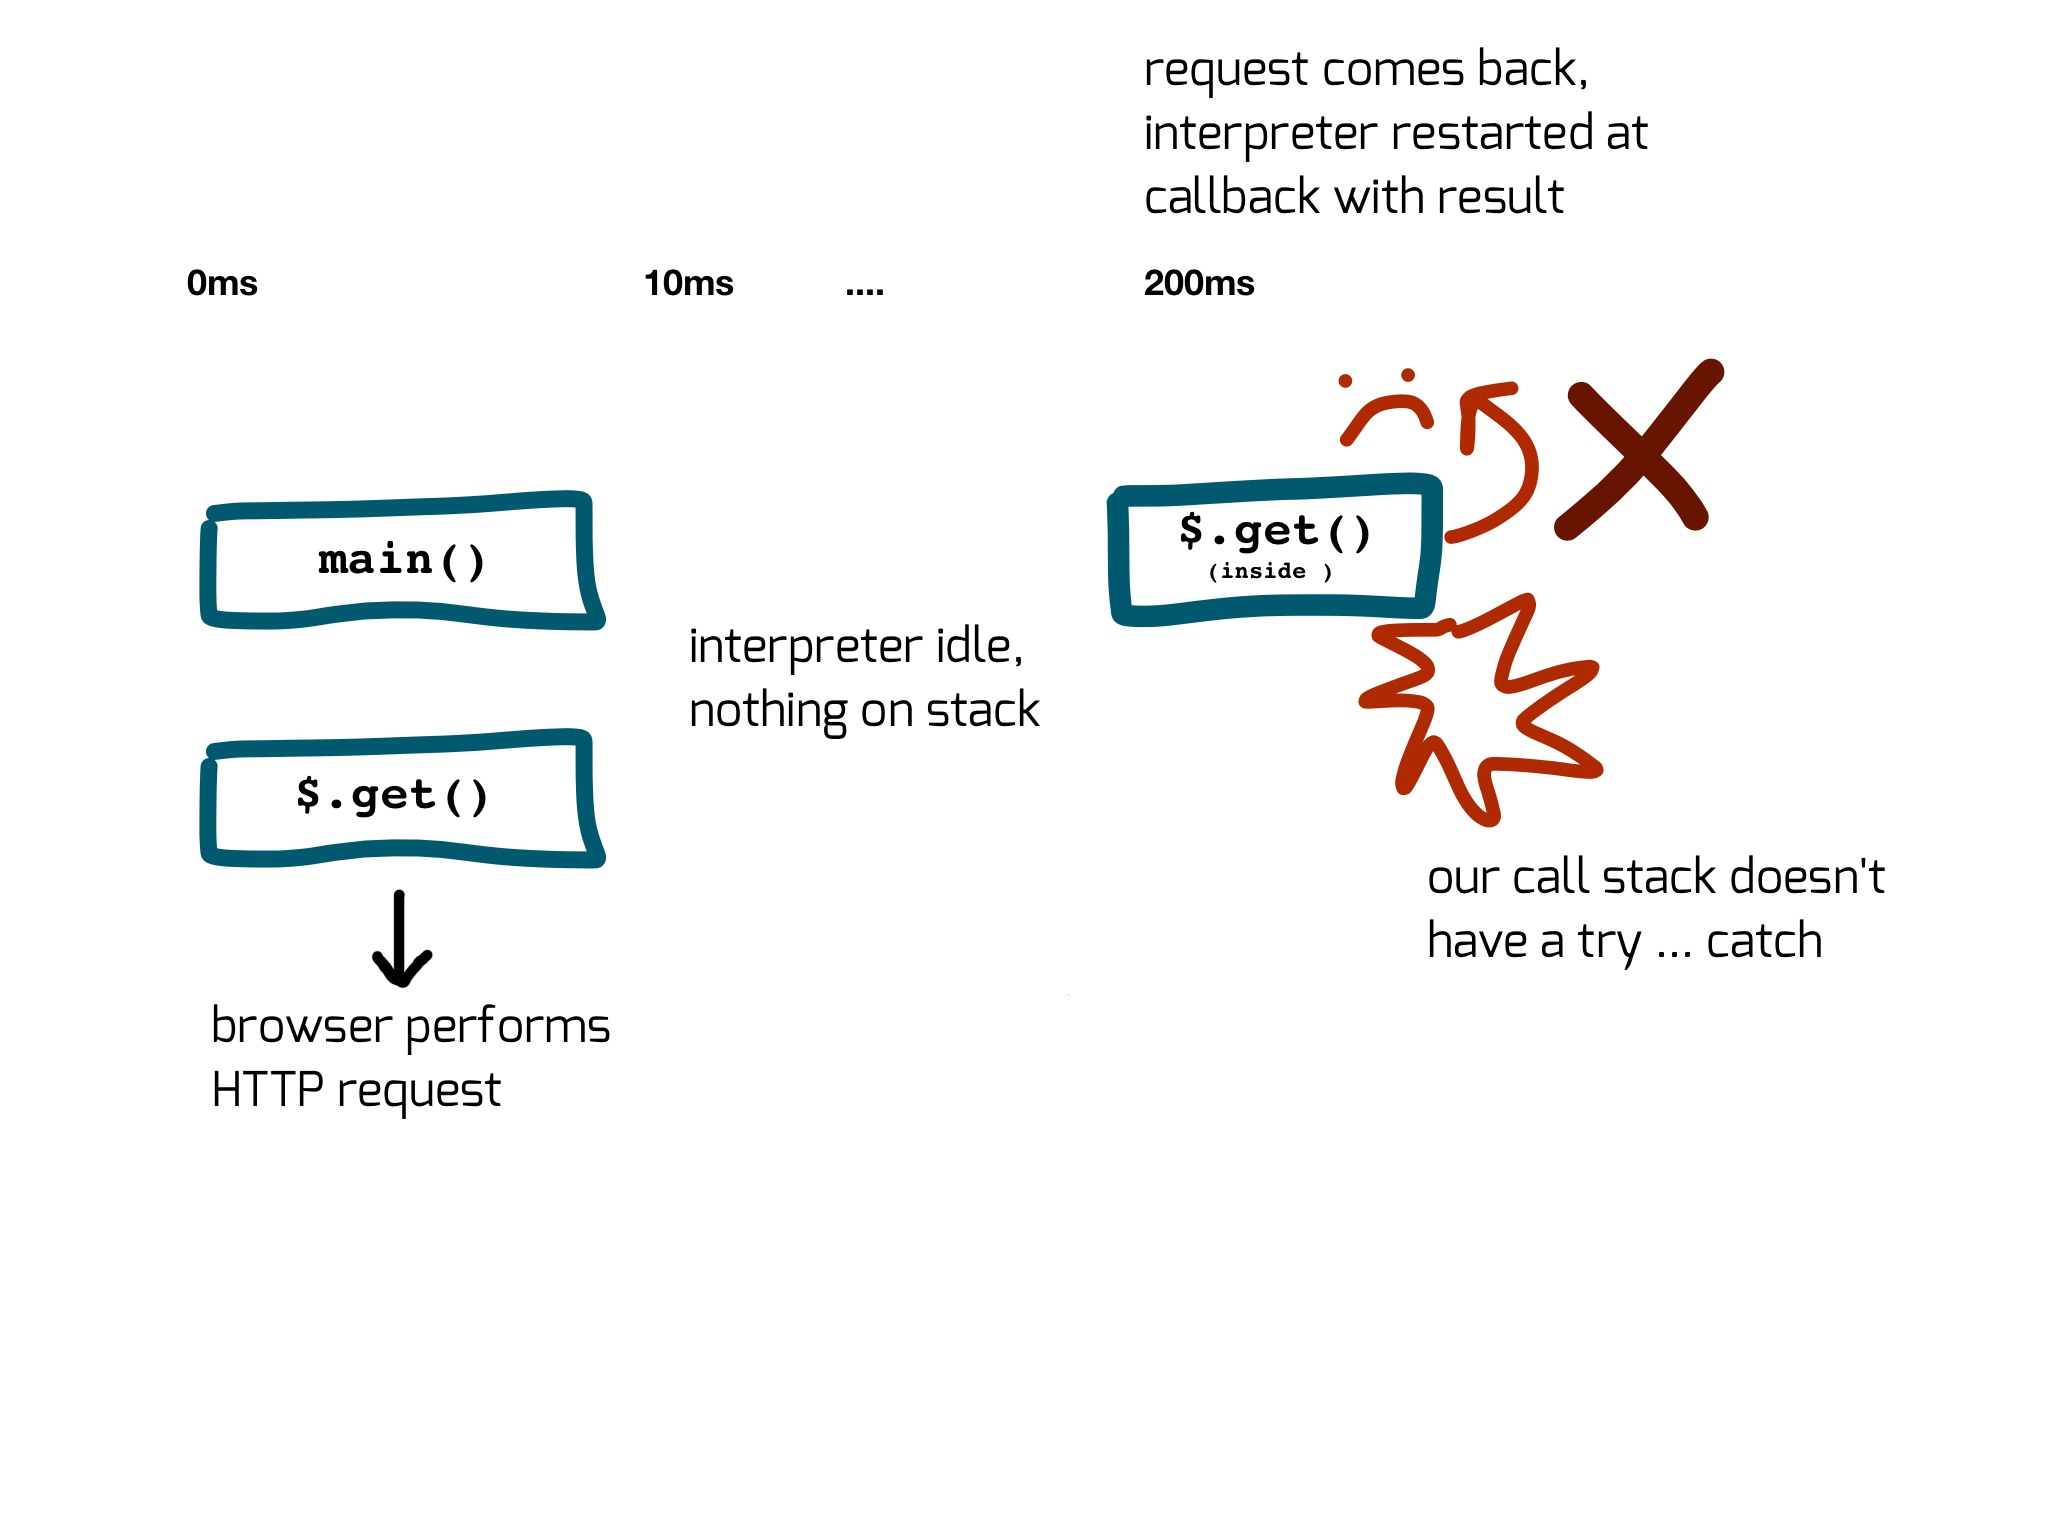 request comes back,
interpreter restarted at
callback with result
0ms
10ms
....
200ms
main()
$.get()
browser performs
HTTP request
interpreter idle,
nothing on stack
$.get()
(inside )
our call stack doesn't
have a try ... catch